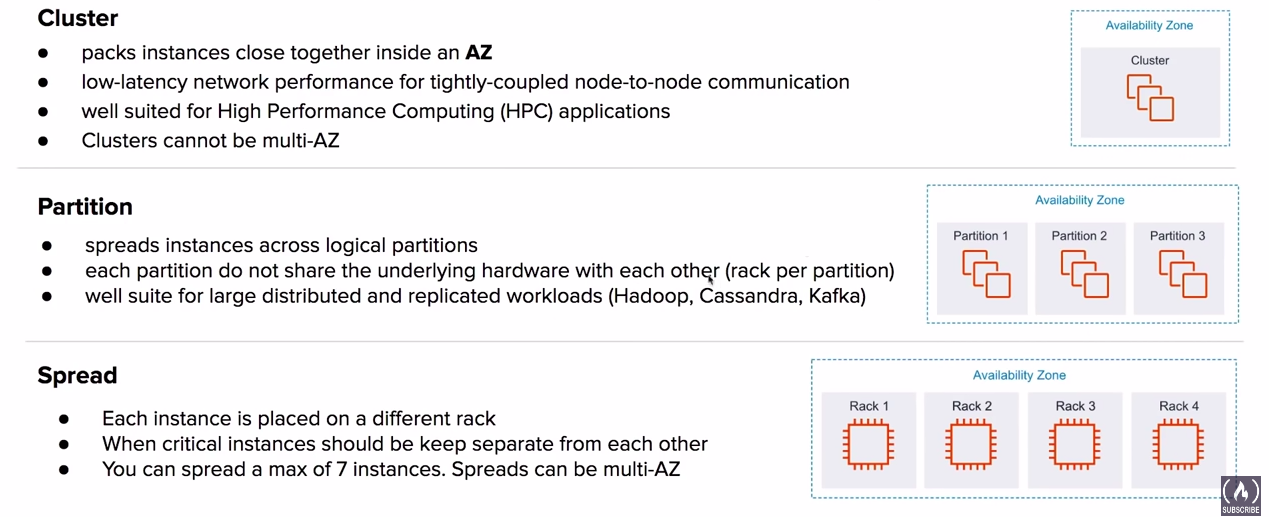 Cluster
● packs instances close together inside an AZ
● low-latency network performance for tightly-coupled node-to-node communication
● well suited for High Performance Computing (HPC) applications
● Clusters cannot be multi-AZ
Availability Zone
Cluster
Partition
● spreads instances across logical partitions
● each partition do not share the underlying hardware with each other (rack per partition)
● well suite for large distributed and replicated workloads (Hadoop, Cassandra, Kafka)
Availability Zone
Partition 1 Partition 2 Partition 3
Spread
● Each instance is placed on a different rack
● When critical instances should be keep separate from each other
● You can spread a max of 7 instances. Spreads can be multi-AZ
Availability Zone
Rack 1 Rack 2 Rack 3 Rack 4
SUBSCRIBE